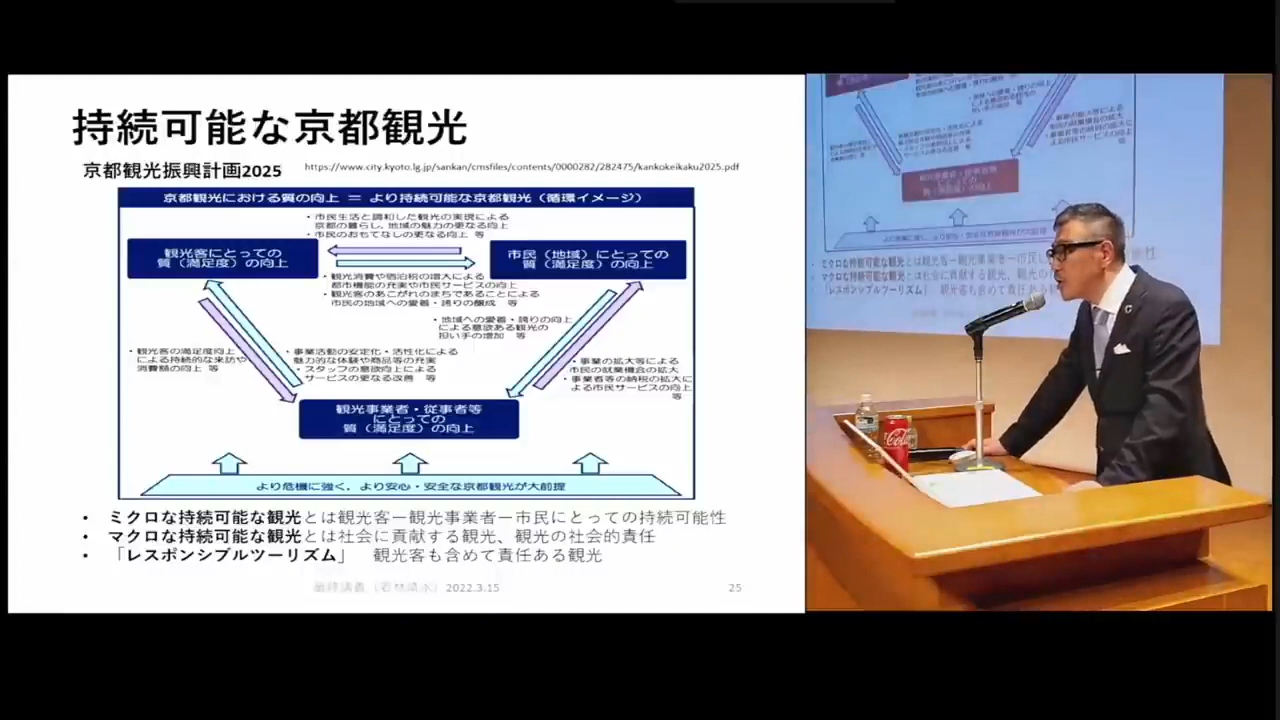 持続可能な京都観光
京都観光振興計画2025
https://www.city.kyoto.lg.jp/sankan/cmsfiles/contents/0000282/282475/kankokeikaku2025.pdf
京都観光における質の向上 ＝ より持続可能な京都観光（循環イメージ）
・市民生活と調和した観光の実現による
京都の暮らし、地域の魅力の更なる向上
・市民のおもてなしの更なる向上 等
観光客にとっての
質（満足度）の向上
市民（地域）にとっての
質（満足度）の向上
・観光消費や宿泊税の増大による
都市機能の充実や市民サービスの向上
・観光客のあこがれのまちであることによる
市民の地域への愛着・誇りの醸成 等
・地域への愛着・誇りの向上
による意欲ある観光の
担い手の増加 等
・観光客の満足度向上
による持続的な来訪や
消費額の向上 等
・事業活動の安定化・活性化による
魅力的な体験や商品等の充実
・スタッフの意欲向上による
サービスの更なる改善 等
・事業の拡大等による
市民の就業機会の拡大
・事業者等の納税の拡大に
よる市民サービスの向上
等
観光事業者・従事者等
にとっての
質（満足度）の向上
より危機に強く、より安心・安全な京都観光が大前提
• ミクロな持続可能な観光とは観光客ー観光事業者ー市民にとっての持続可能性
• マクロな持続可能な観光とは社会に貢献する観光、観光の社会的責任
• 「レスポンシブルツーリズム」 観光客も含めて責任ある観光
最終講義（若林靖永）2022.3.15
25